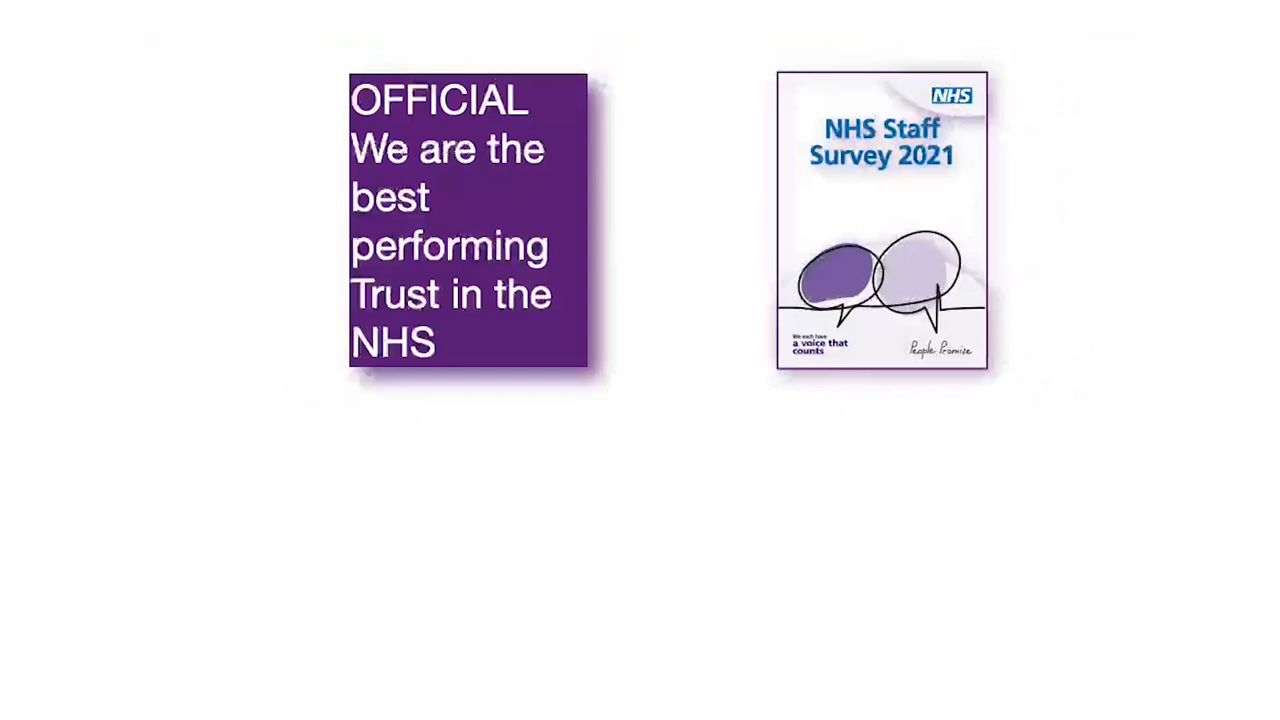 OFFICIAL
We are the
best
performing
Trust in the
NHS
NHS
NHS Staff
Survey 2021
We each have
a voice that
counts
People Promise